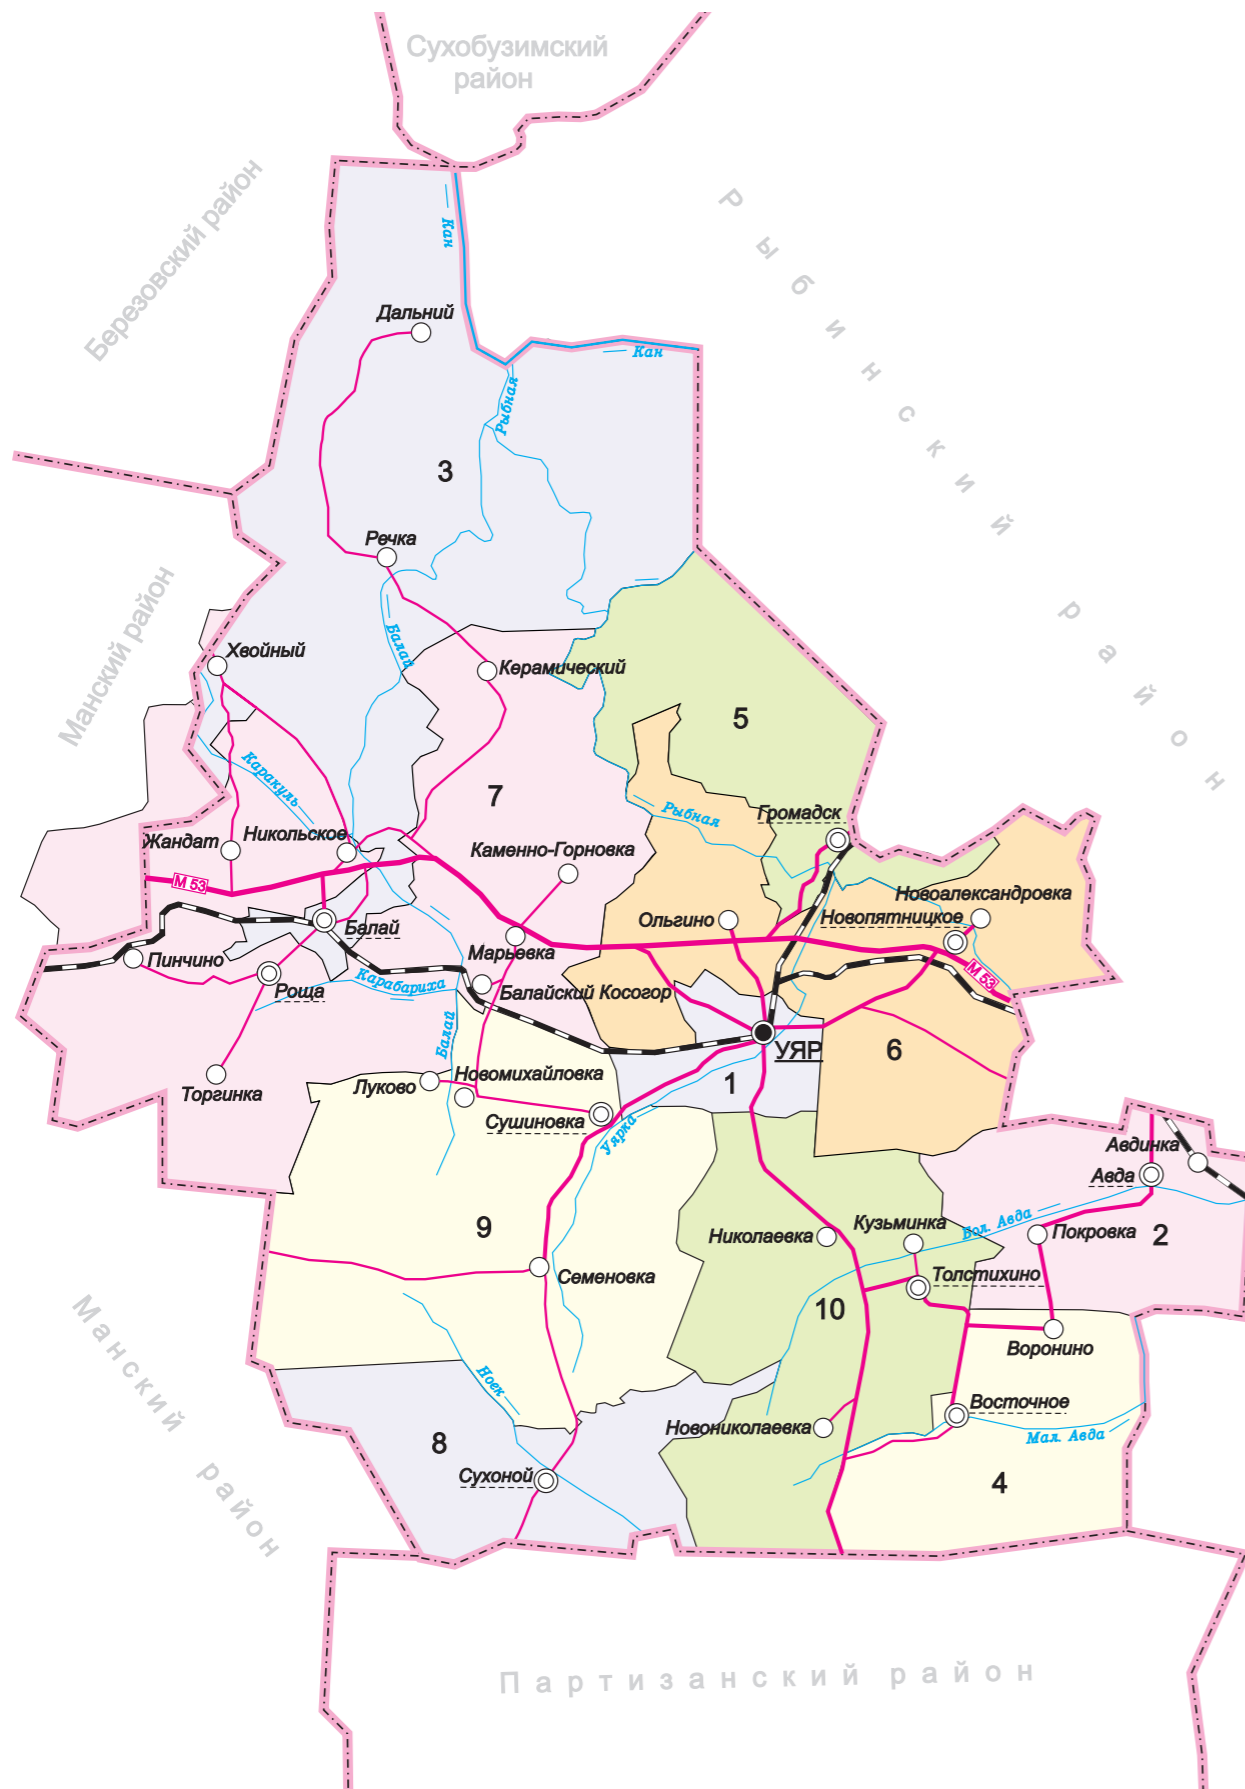 Сухобузимский
район
Березовский район
Рыбинский район
Кан
Дальний
Кан
Рыбная
3
Речка
Манский район
Балай
Хвойный
Керамический
5
Каракуль
7
Рыбная
Громадск
Жандат
Никольское
Каменно-Горновка
М 53
Новоалександровка
Новопятницкое
Ольгино
Балай
Марьевка
Пинчино
Роща
Карабариха
Балайский Косогор
М 53
Балай
УЯР
6
1
Торгинка
Луково
Новомихайловка
Сушиновка
Уярка
Авдинка
Авда
9
Николаевка
Кузьминка
Бол. Авда
Покровка
2
Семеновка
Толстихино
10
Манский район
Воронино
Ноек
Восточное
Новониколаевка
Мал. Авда
8
Сухоной
4
Партизанский район